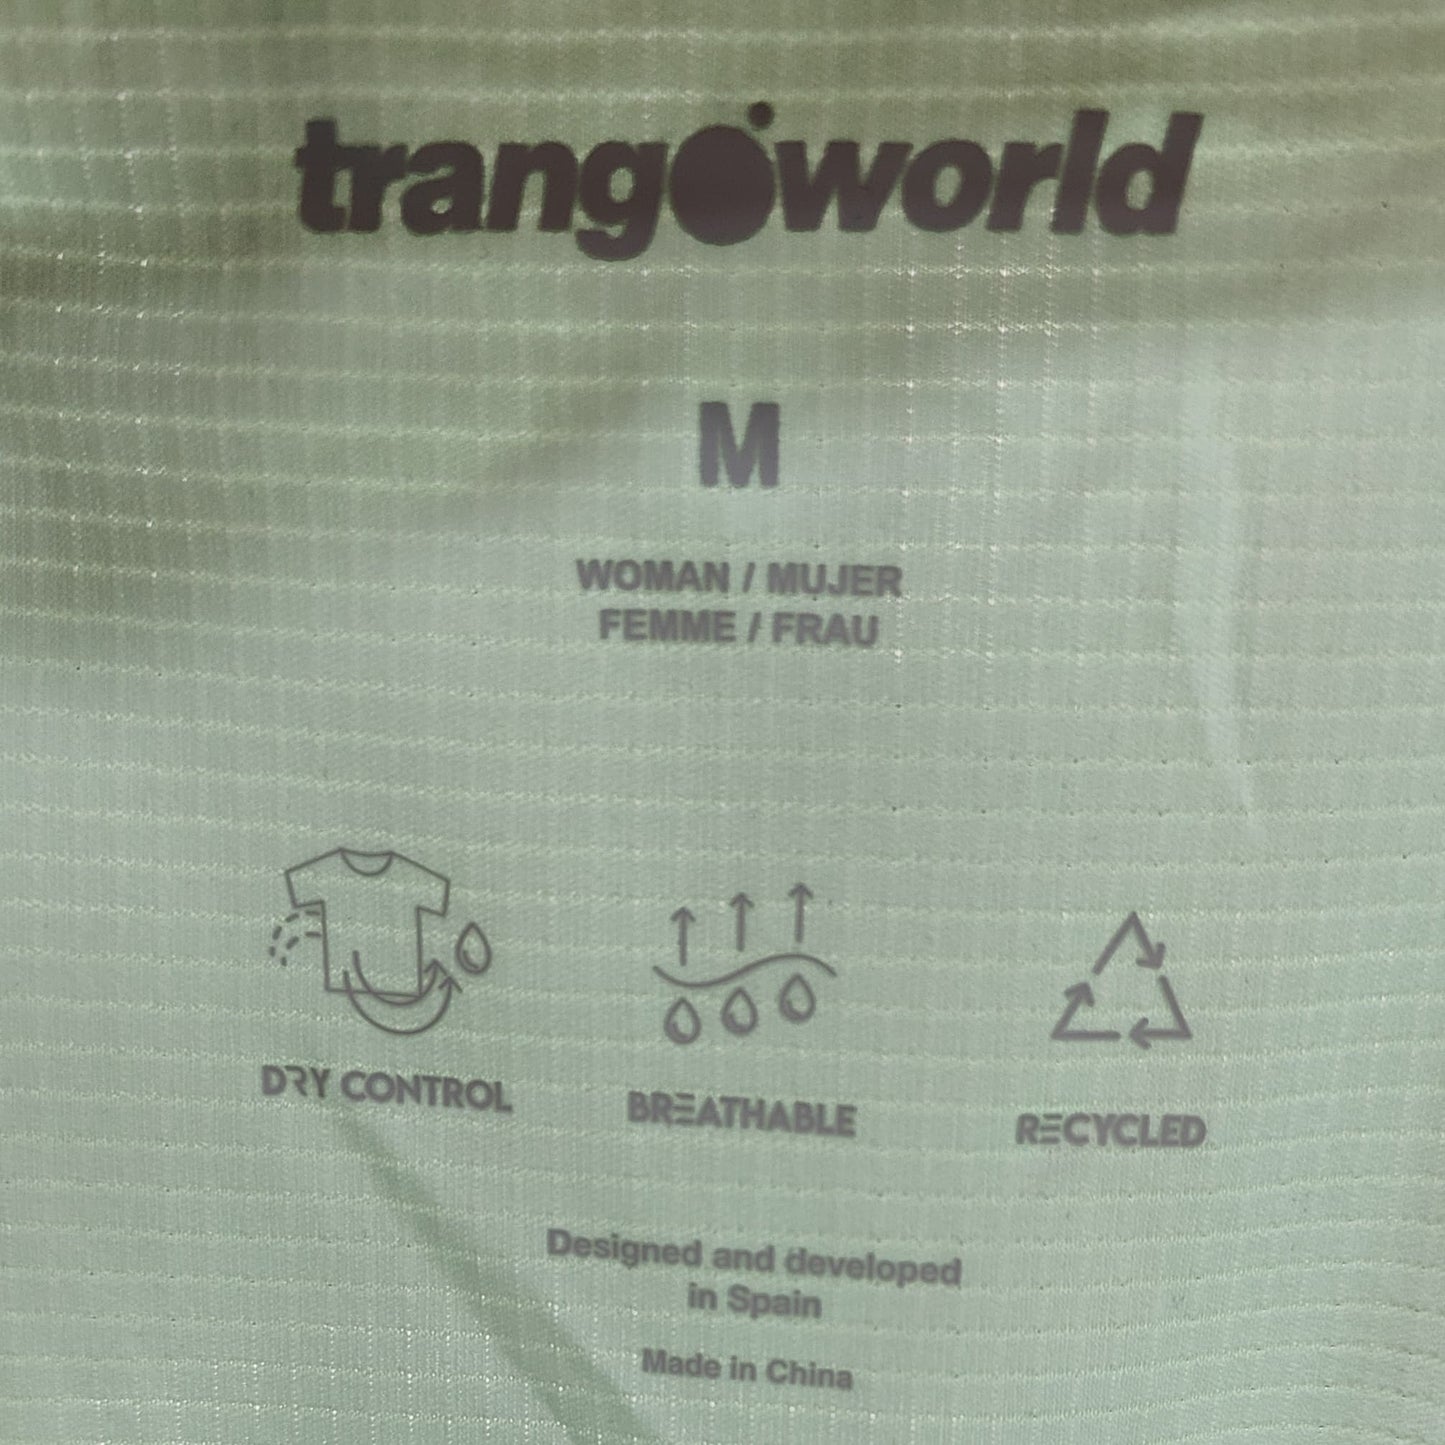 trangoworld
M
WOMAN / MUJER
FEMME / FRAU
DRY CONTROL
BREATHABLE
RECYCLED
Designed and developed
in Spain
Made in China